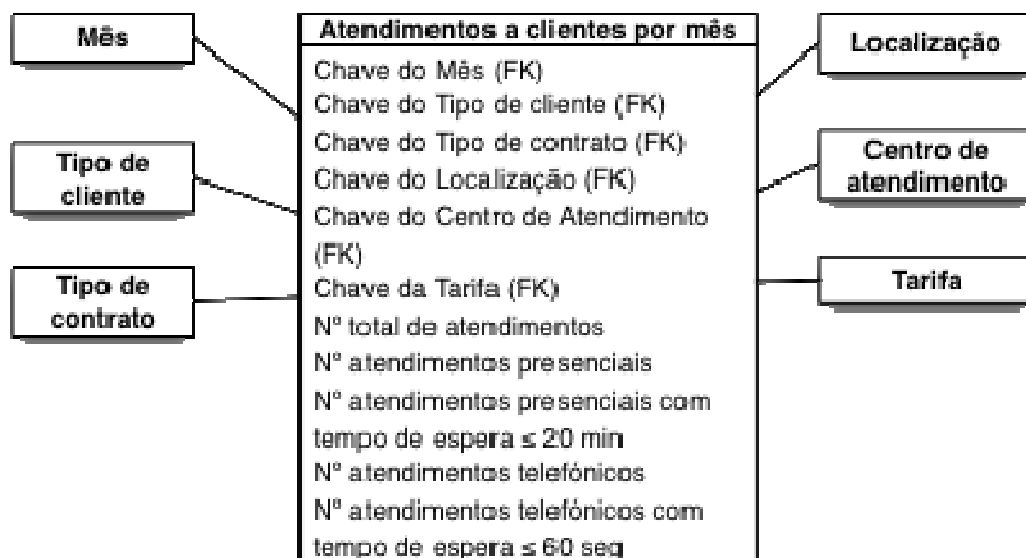 Mês
Tipo de
cliente
Tipo de
contrato
Atendimentos a clientes por mês
Chave do Mês (FK)
Chave do Tipo de cliente (FK)
Chave do Tipo de contrato (FK)
Chave do Localização (FK)
Chave do Centro de Atendimento
(FK)
Chave da Tarifa (FK)
Nº total de atendimentos
Nº atendimentos presenciais
Nº atendimentos presenciais com
tempo de espera ≤ 20 min
Nº atendimentos telefónicos
Nº atendimentos telefónicos com
tempo de espera ≤ 60 seg
Localização
Centro de
atendimento
Tarifa